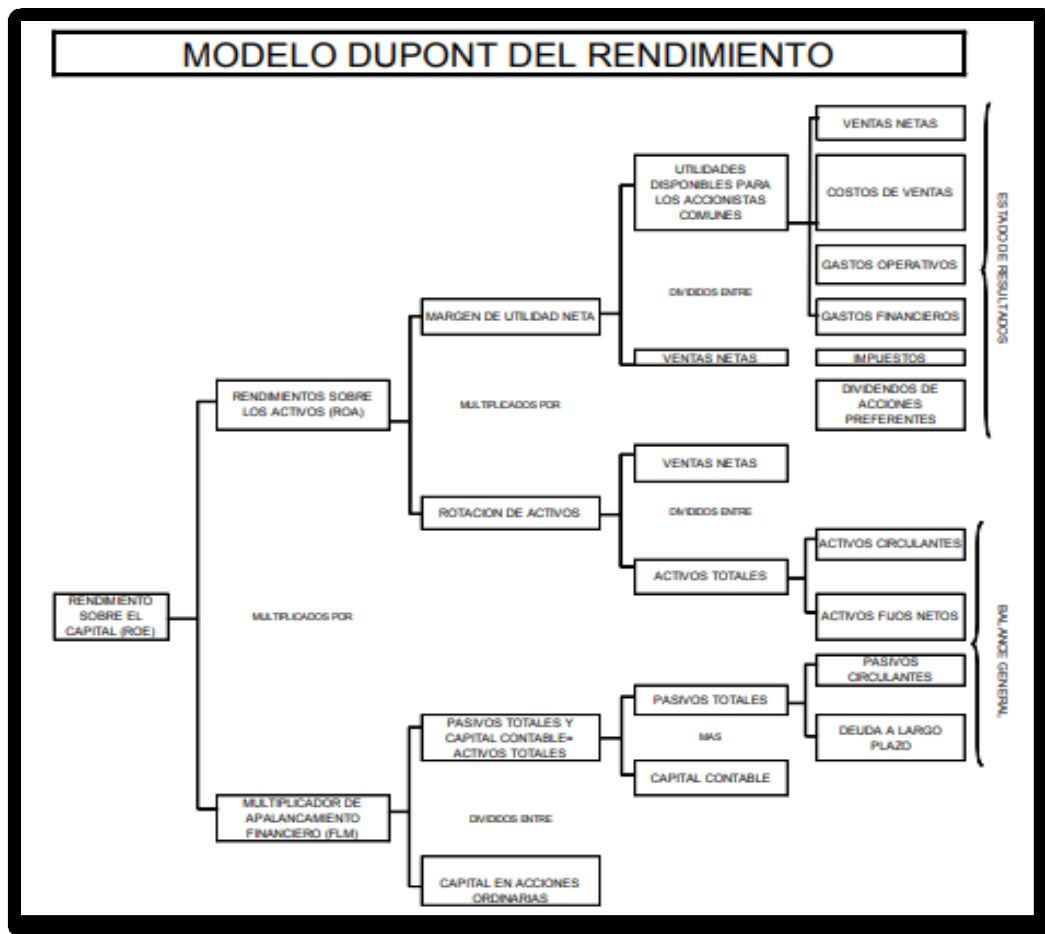 MODELO DUPONT DEL RENDIMIENTO
VENTAS NETAS
UTILIDADES
DISPONIBLES PARA
LOS ACCIONISTAS
COMUNES
COSTOS DE VENTAS
GASTOS OPERATIVOS
DIVIDIDOS ENTRE
MARGEN DE UTILIDAD NETA
GASTOS FINANCIEROS
VENTAS NETAS
IMPUESTOS
ESTADO DE RESULTADOS
RENDIMIENTOS SOBRE
LOS ACTIVOS (ROA)
MULTIPLICADOS POR
DIVIDENDOS DE
ACCIONES
PREFERENTES
VENTAS NETAS
ROTACION DE ACTIVOS
DIVIDIDOS ENTRE
ACTIVOS CIRCULANTES
ACTIVOS TOTALES
RENDIMIENTO
SOBRE EL
CAPITAL (ROE)
MULTIPLICADOS POR
ACTIVOS FIJOS NETOS
BALANCE GENERAL
PASIVOS
CIRCULANTES
PASIVOS TOTALES
PASIVOS TOTALES Y
CAPITAL CONTABLE=
ACTIVOS TOTALES
MAS
DEUDA A LARGO
PLAZO
CAPITAL CONTABLE
MULTIPLICADOR DE
APALANCAMIENTO
FINANCIERO (FLM)
DIVIDIDOS ENTRE
CAPITAL EN ACCIONES
ORDINARIAS